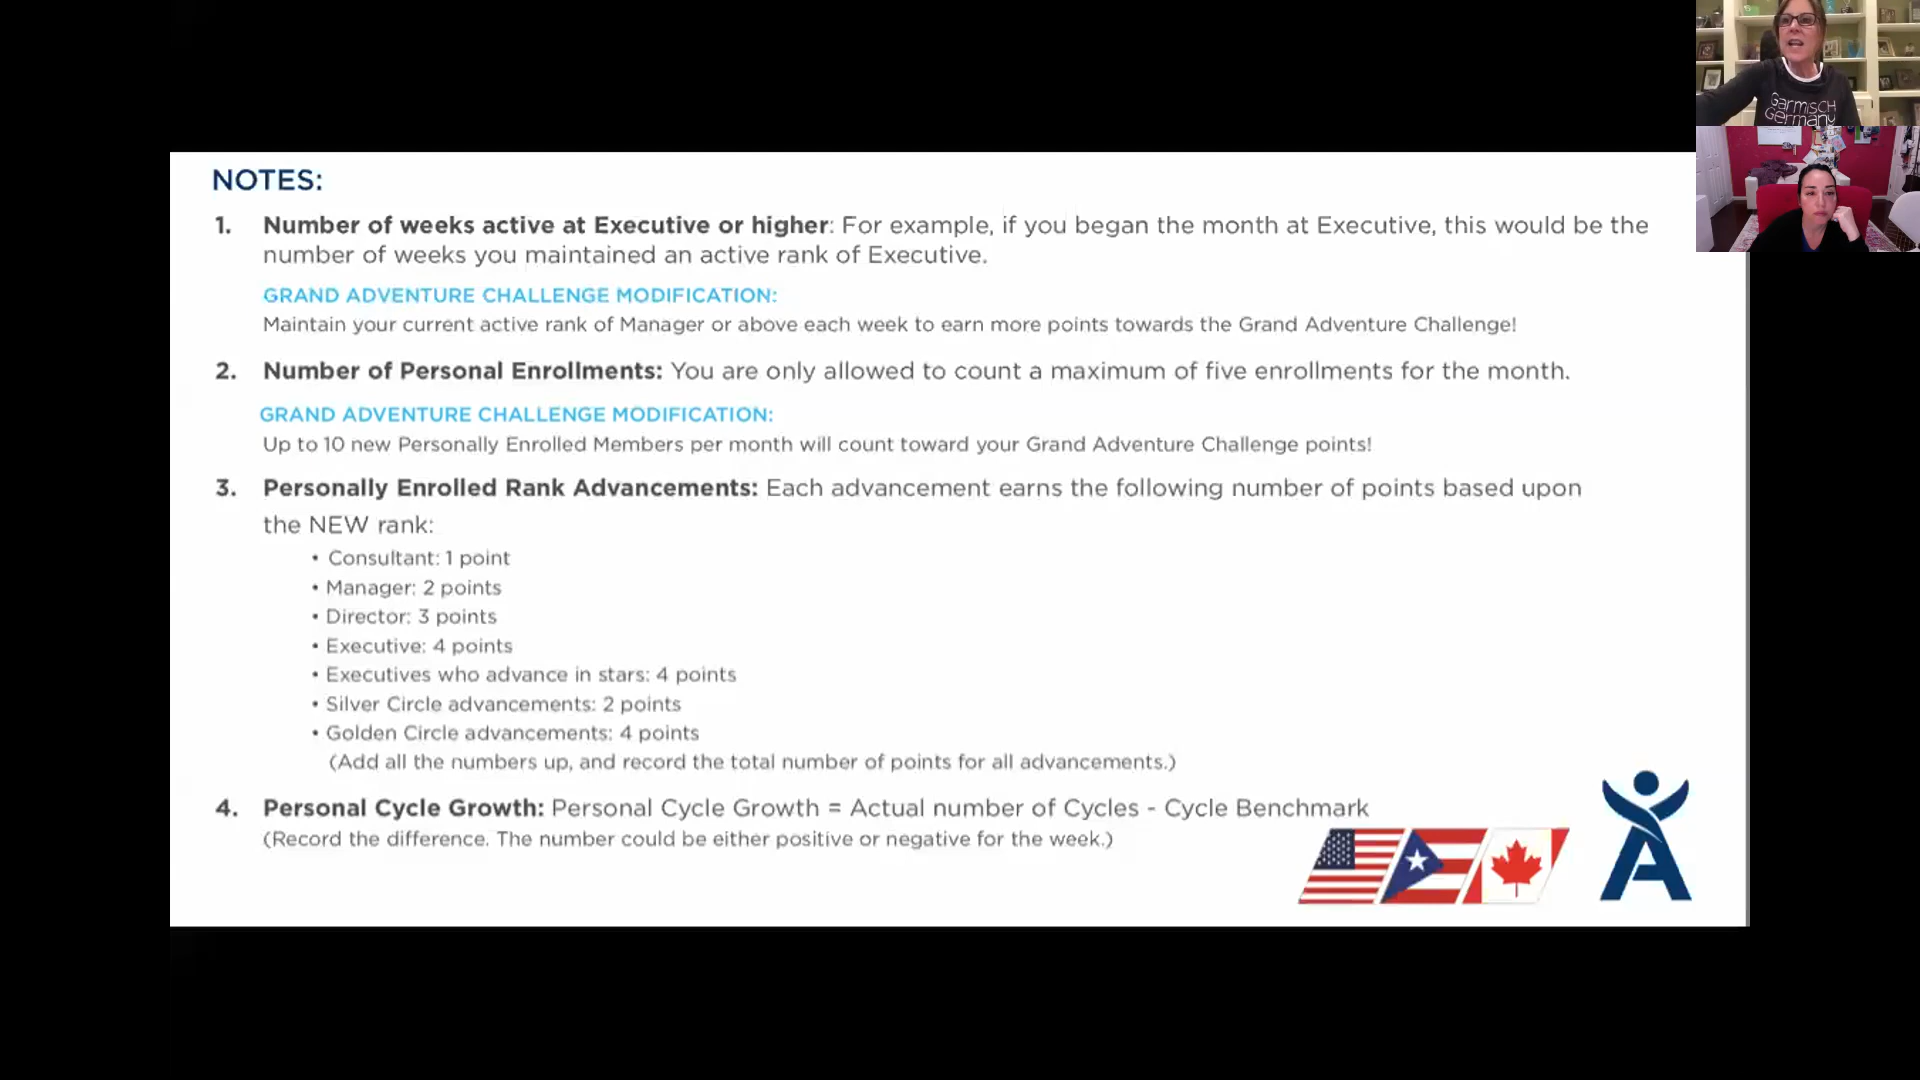 NOTES:
1. Number of weeks active at Executive or higher: For example, if you began the month at Executive, this would be the
number of weeks you maintained an active rank of Executive.
GRAND ADVENTURE CHALLENGE MODIFICATION:
Maintain your current active rank of Manager or above each week to earn more points towards the Grand Adventure Challenge!
2. Number of Personal Enrollments: You are only allowed to count a maximum of five enrollments for the month.
GRAND ADVENTURE CHALLENGE MODIFICATION:
Up to 10 new Personally Enrolled Members per month will count toward your Grand Adventure Challenge points!
3. Personally Enrolled Rank Advancements: Each advancement earns the following number of points based upon
the NEW rank:
• Consultant: 1 point
• Manager: 2 points
• Director: 3 points
• Executive: 4 points
• Executives who advance in stars: 4 points
• Silver Circle advancements: 2 points
• Golden Circle advancements: 4 points
(Add all the numbers up, and record the total number of points for all advancements.)
4. Personal Cycle Growth: Personal Cycle Growth = Actual number of Cycles - Cycle Benchmark
(Record the difference. The number could be either positive or negative for the week.)
Garmisch
Germany